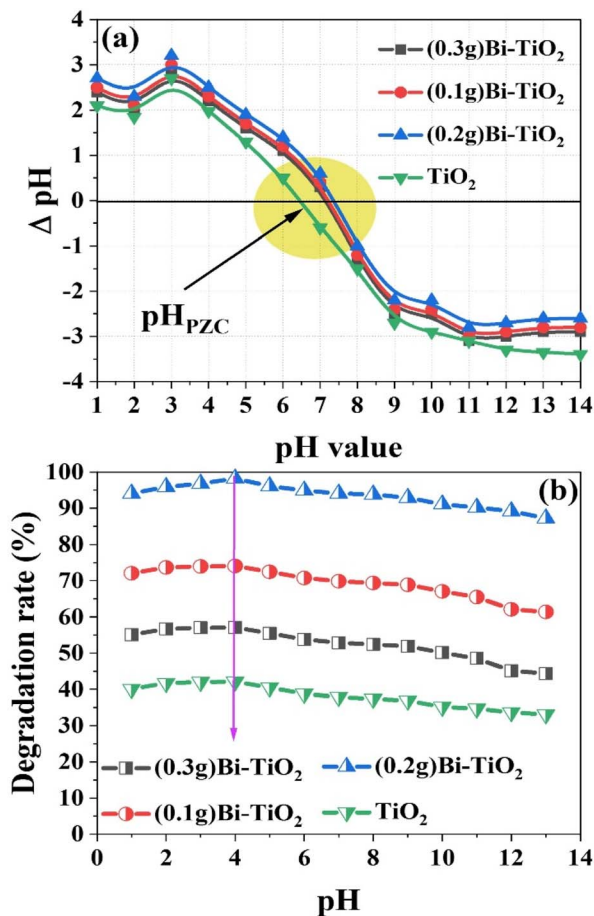 (a)
4
3
2
1
0
-1
-2
-3
-4
Δ pH
(0.3g)Bi-TiO₂
(0.1g)Bi-TiO₂
(0.2g)Bi-TiO₂
TiO₂
pH_PZC
1 2 3 4 5 6 7 8 9 10 11 12 13 14
pH value
(b)
100
90
80
70
60
50
40
30
20
10
0
Degradation rate (%)
(0.3g)Bi-TiO₂ (0.2g)Bi-TiO₂
(0.1g)Bi-TiO₂ TiO₂
0 2 4 6 8 10 12 14
pH